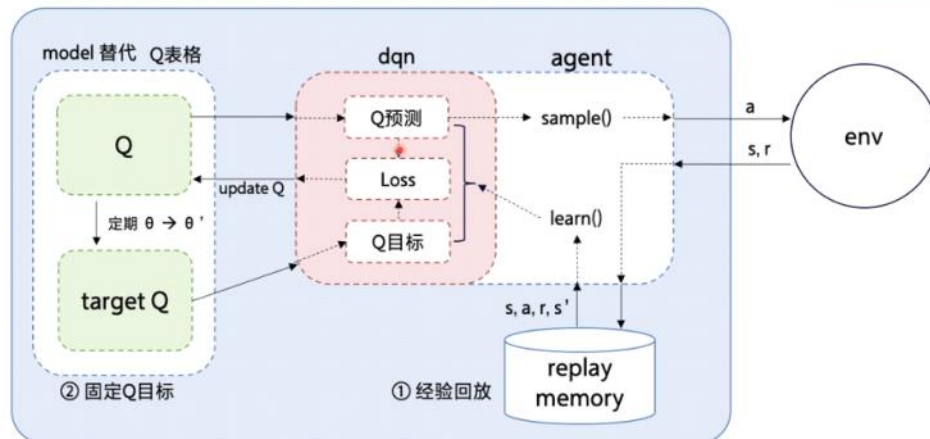 model 替代 Q表格
dqn
agent
Q
Q预测
sample()
a
s, r
env
Loss
update Q
定期 θ → θ'
learn()
Q目标
target Q
s, a, r, s'
② 固定Q目标
① 经验回放
replay
memory